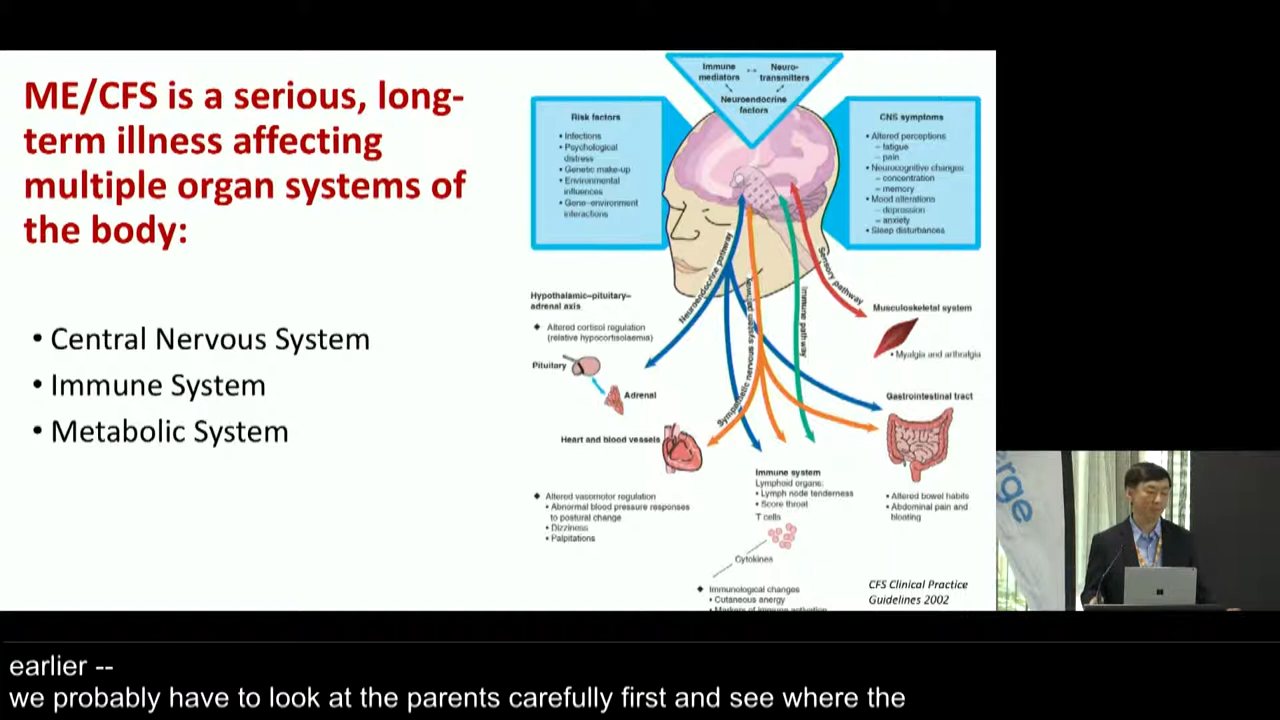 ME/CFS is a serious, long-
term illness affecting
multiple organ systems of
the body:
• Central Nervous System
• Immune System
• Metabolic System
Immune
mediators
Neuro-
transmitters
Neuroendocrine
factors
Risk factors
• Infections
• Psychological
distress
• Genetic make-up
• Environmental
influences
• Gene–environment
interactions
CNS symptoms
• Altered perceptions
– fatigue
– pain
• Neurocognitive changes
– concentration
– memory
• Mood alterations
– depression
– anxiety
• Sleep disturbances
Neuroendocrine pathway
Sympathetic nervous system pathway
Immune pathway
Sensory pathway
Hypothalamic–pituitary–
adrenal axis
◆ Altered cortisol regulation
(relative hypocortisolaemia)
Pituitary
Adrenal
Musculoskeletal system
• Myalgia and arthralgia
Gastrointestinal tract
• Altered bowel habits
• Abdominal pain and
bloating
Heart and blood vessels
◆ Altered vasomotor regulation
• Abnormal blood pressure responses
to postural change
• Dizziness
• Palpitations
Immune system
Lymphoid organs:
• Lymph node tenderness
• Score throat
T cells
Cytokines
◆ Immunological changes
• Cutaneous anergy
• Markers of immune activation
CFS Clinical Practice
Guidelines 2002
erge
earlier --
we probably have to look at the parents carefully first and see where the